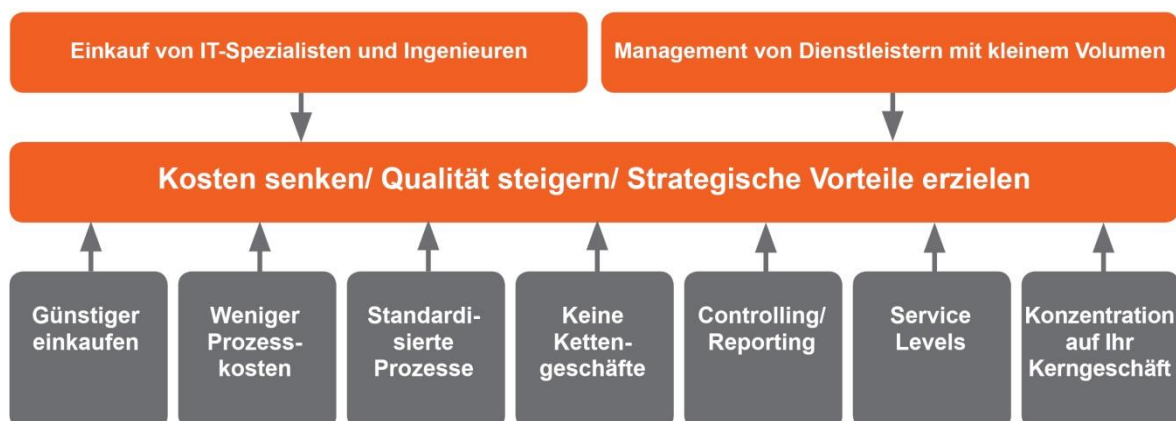 Einkauf von IT-Spezialisten und Ingenieuren
Management von Dienstleistern mit kleinem Volumen
Kosten senken/ Qualität steigern/ Strategische Vorteile erzielen
Günstiger
einkaufen
Weniger
Prozess-
kosten
Standardi-
sierte
Prozesse
Keine
Ketten-
geschäfte
Controlling/
Reporting
Service
Levels
Konzentration
auf Ihr
Kerngeschäft